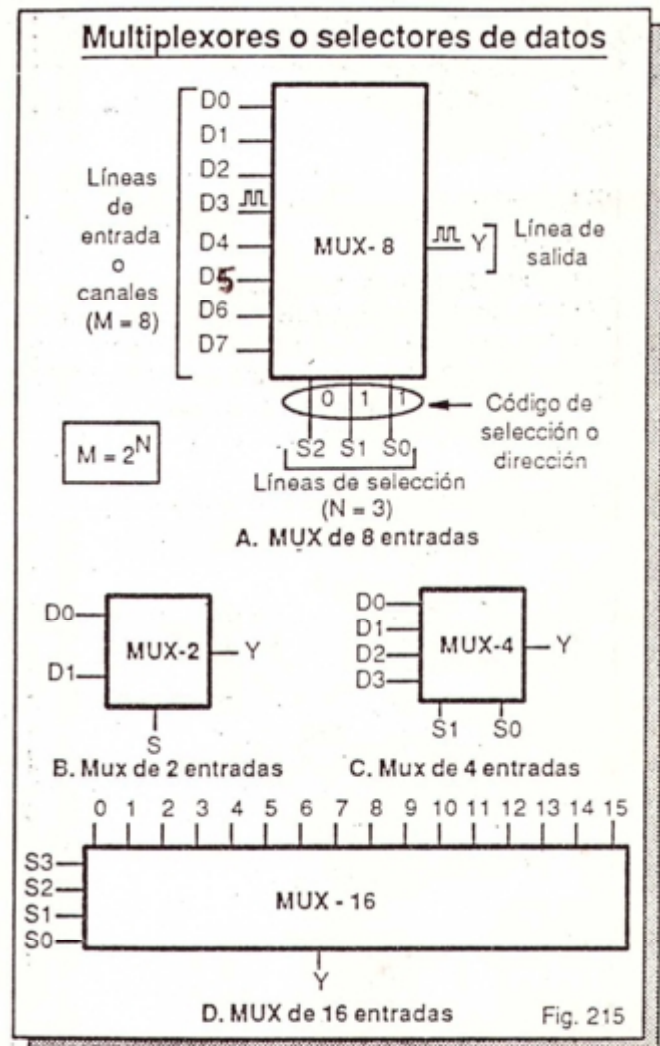 Multiplexores o selectores de datos
D0
D1
D2
D3
D4
D5
D6
D7
Líneas
de
entrada
o
canales
(M = 8)
MUX- 8
Y
Línea de
salida
0 1 1
S2 S1 S0
Código de
selección o
dirección
M = 2^N
Líneas de selección
(N = 3)
A. MUX de 8 entradas
D0
D1
MUX-2
Y
S
B. Mux de 2 entradas
D0
D1
D2
D3
MUX-4
Y
S1 S0
C. Mux de 4 entradas
0 1 2 3 4 5 6 7 8 9 10 11 12 13 14 15
S3
S2
S1
S0
MUX - 16
Y
D. MUX de 16 entradas
Fig. 215